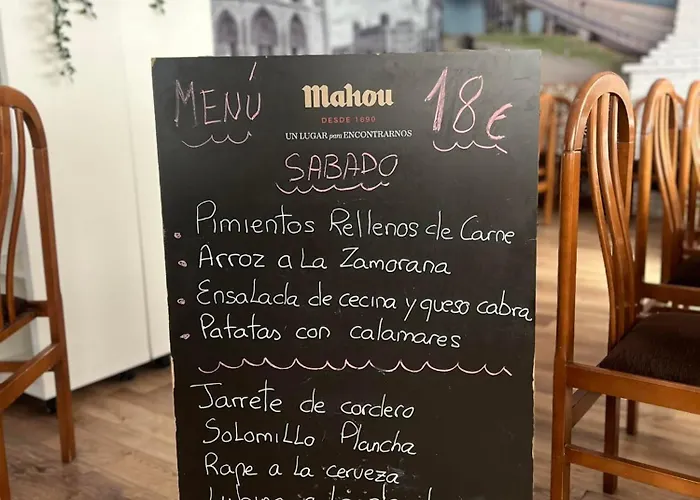 MENÚ
Mahou
DESDE 1890
UN LUGAR para ENCONTRARNOS
18€
SABADO
. Pimientos Rellenos de Carne
. Arroz a La Zamorana
. Ensalada de cecina y queso cabra
. Patatas con calamares
Jarrete de cordero
Solomillo Plancha
Rape a la cerveza